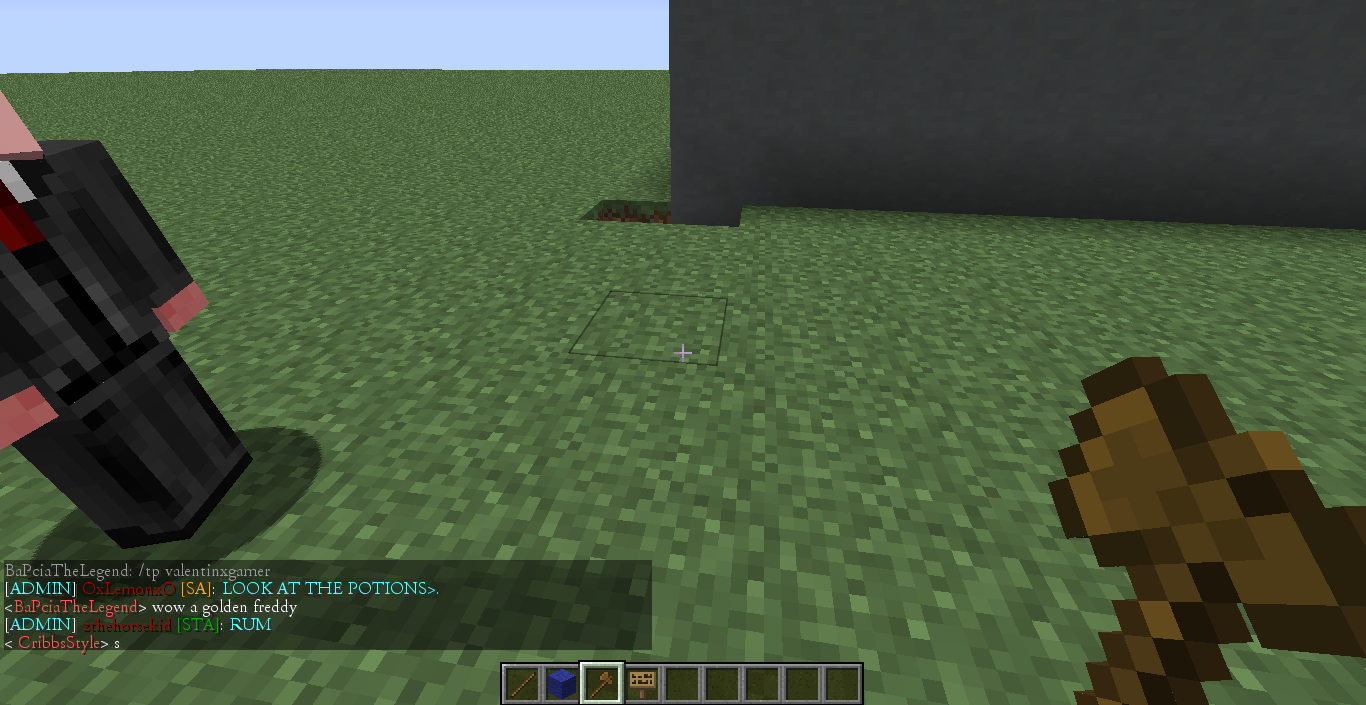 BaPciaTheLegend: /tp valentinxgamer
[ADMIN] OxLemonxO [SA]: LOOK AT THE POTIONS>.
<BaPciaTheLegend> wow a golden freddy
[ADMIN] zthehorsekid [STA]: RUM
< CribbsStyle> s